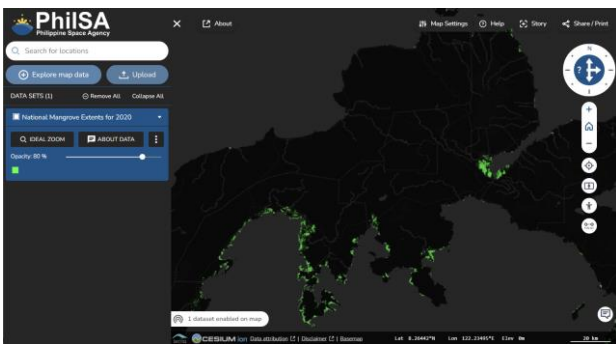 PhilSA
Philippine Space Agency
About
Map Settings
Help
Story
Share / Print
Search for locations
Explore map data
Upload
DATA SETS (1)
Remove All
Collapse All
National Mangrove Extents for 2020
IDEAL ZOOM
ABOUT DATA
Opacity: 80 %
N
?
1 dataset enabled on map
CESIUM ion Data attribution | Disclaimer | Basemap
Lat 8.26442°N Lon 122.21495°E Elev 0m
20 km